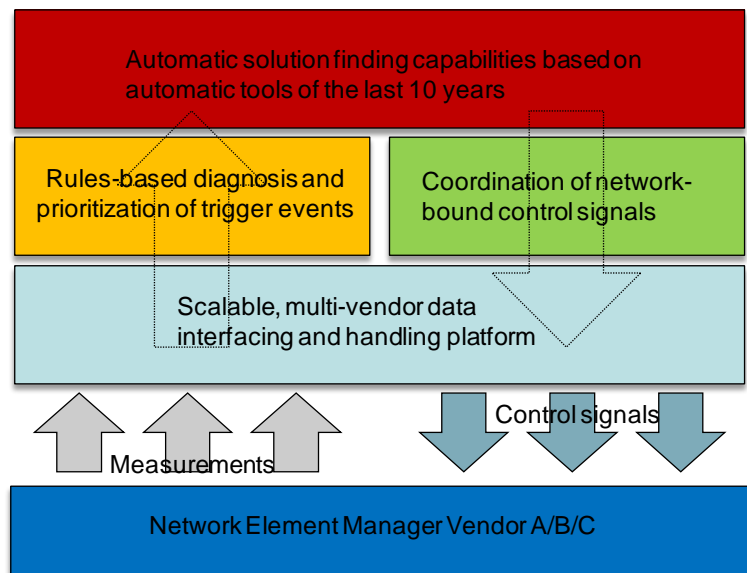 Automatic solution finding capabilities based on
automatic tools of the last 10 years
Rules-based diagnosis and
prioritization of trigger events
Coordination of network-
bound control signals
Scalable, multi-vendor data
interfacing and handling platform
Control signals
Measurements
Network Element Manager Vendor A/B/C